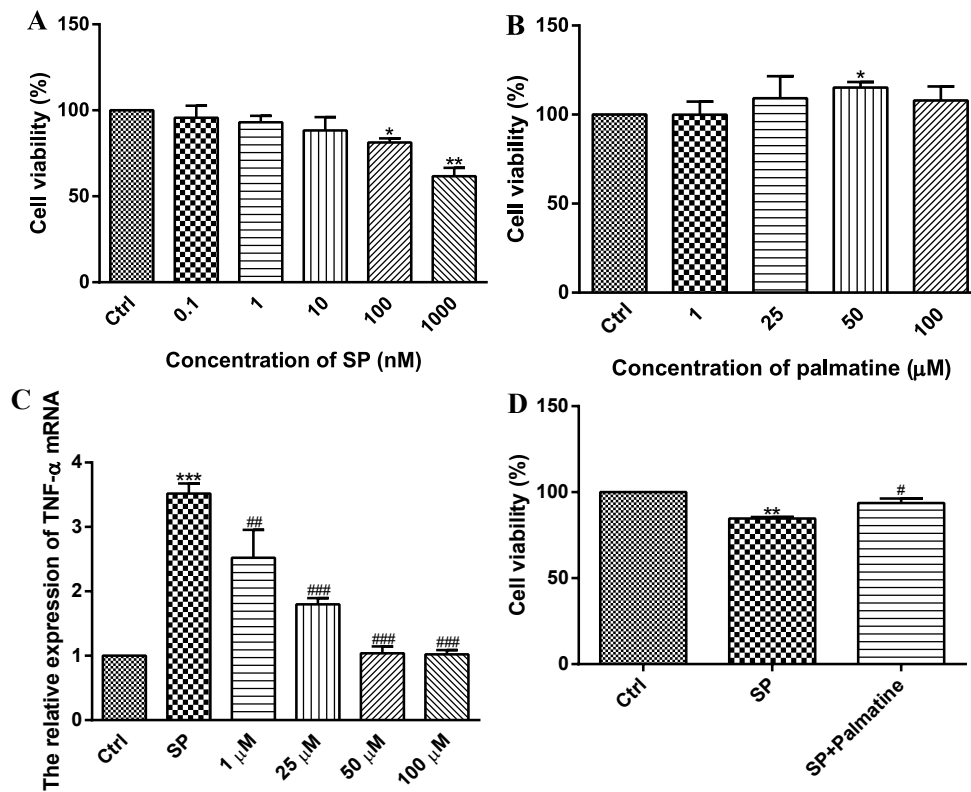 A
Cell viability (%)
150
100
50
0
*
**
Ctrl
0.1
1
10
100
1000
Concentration of SP (nM)
B
Cell viability (%)
150
100
50
0
*
Ctrl
1
25
50
100
Concentration of palmatine (μM)
C
The relative expression of TNF-α mRNA
4
3
2
1
0
***
##
###
###
###
Ctrl
SP
1 μM
25 μM
50 μM
100 μM
D
Cell viability (%)
150
100
50
0
**
#
Ctrl
SP
SP+Palmatine